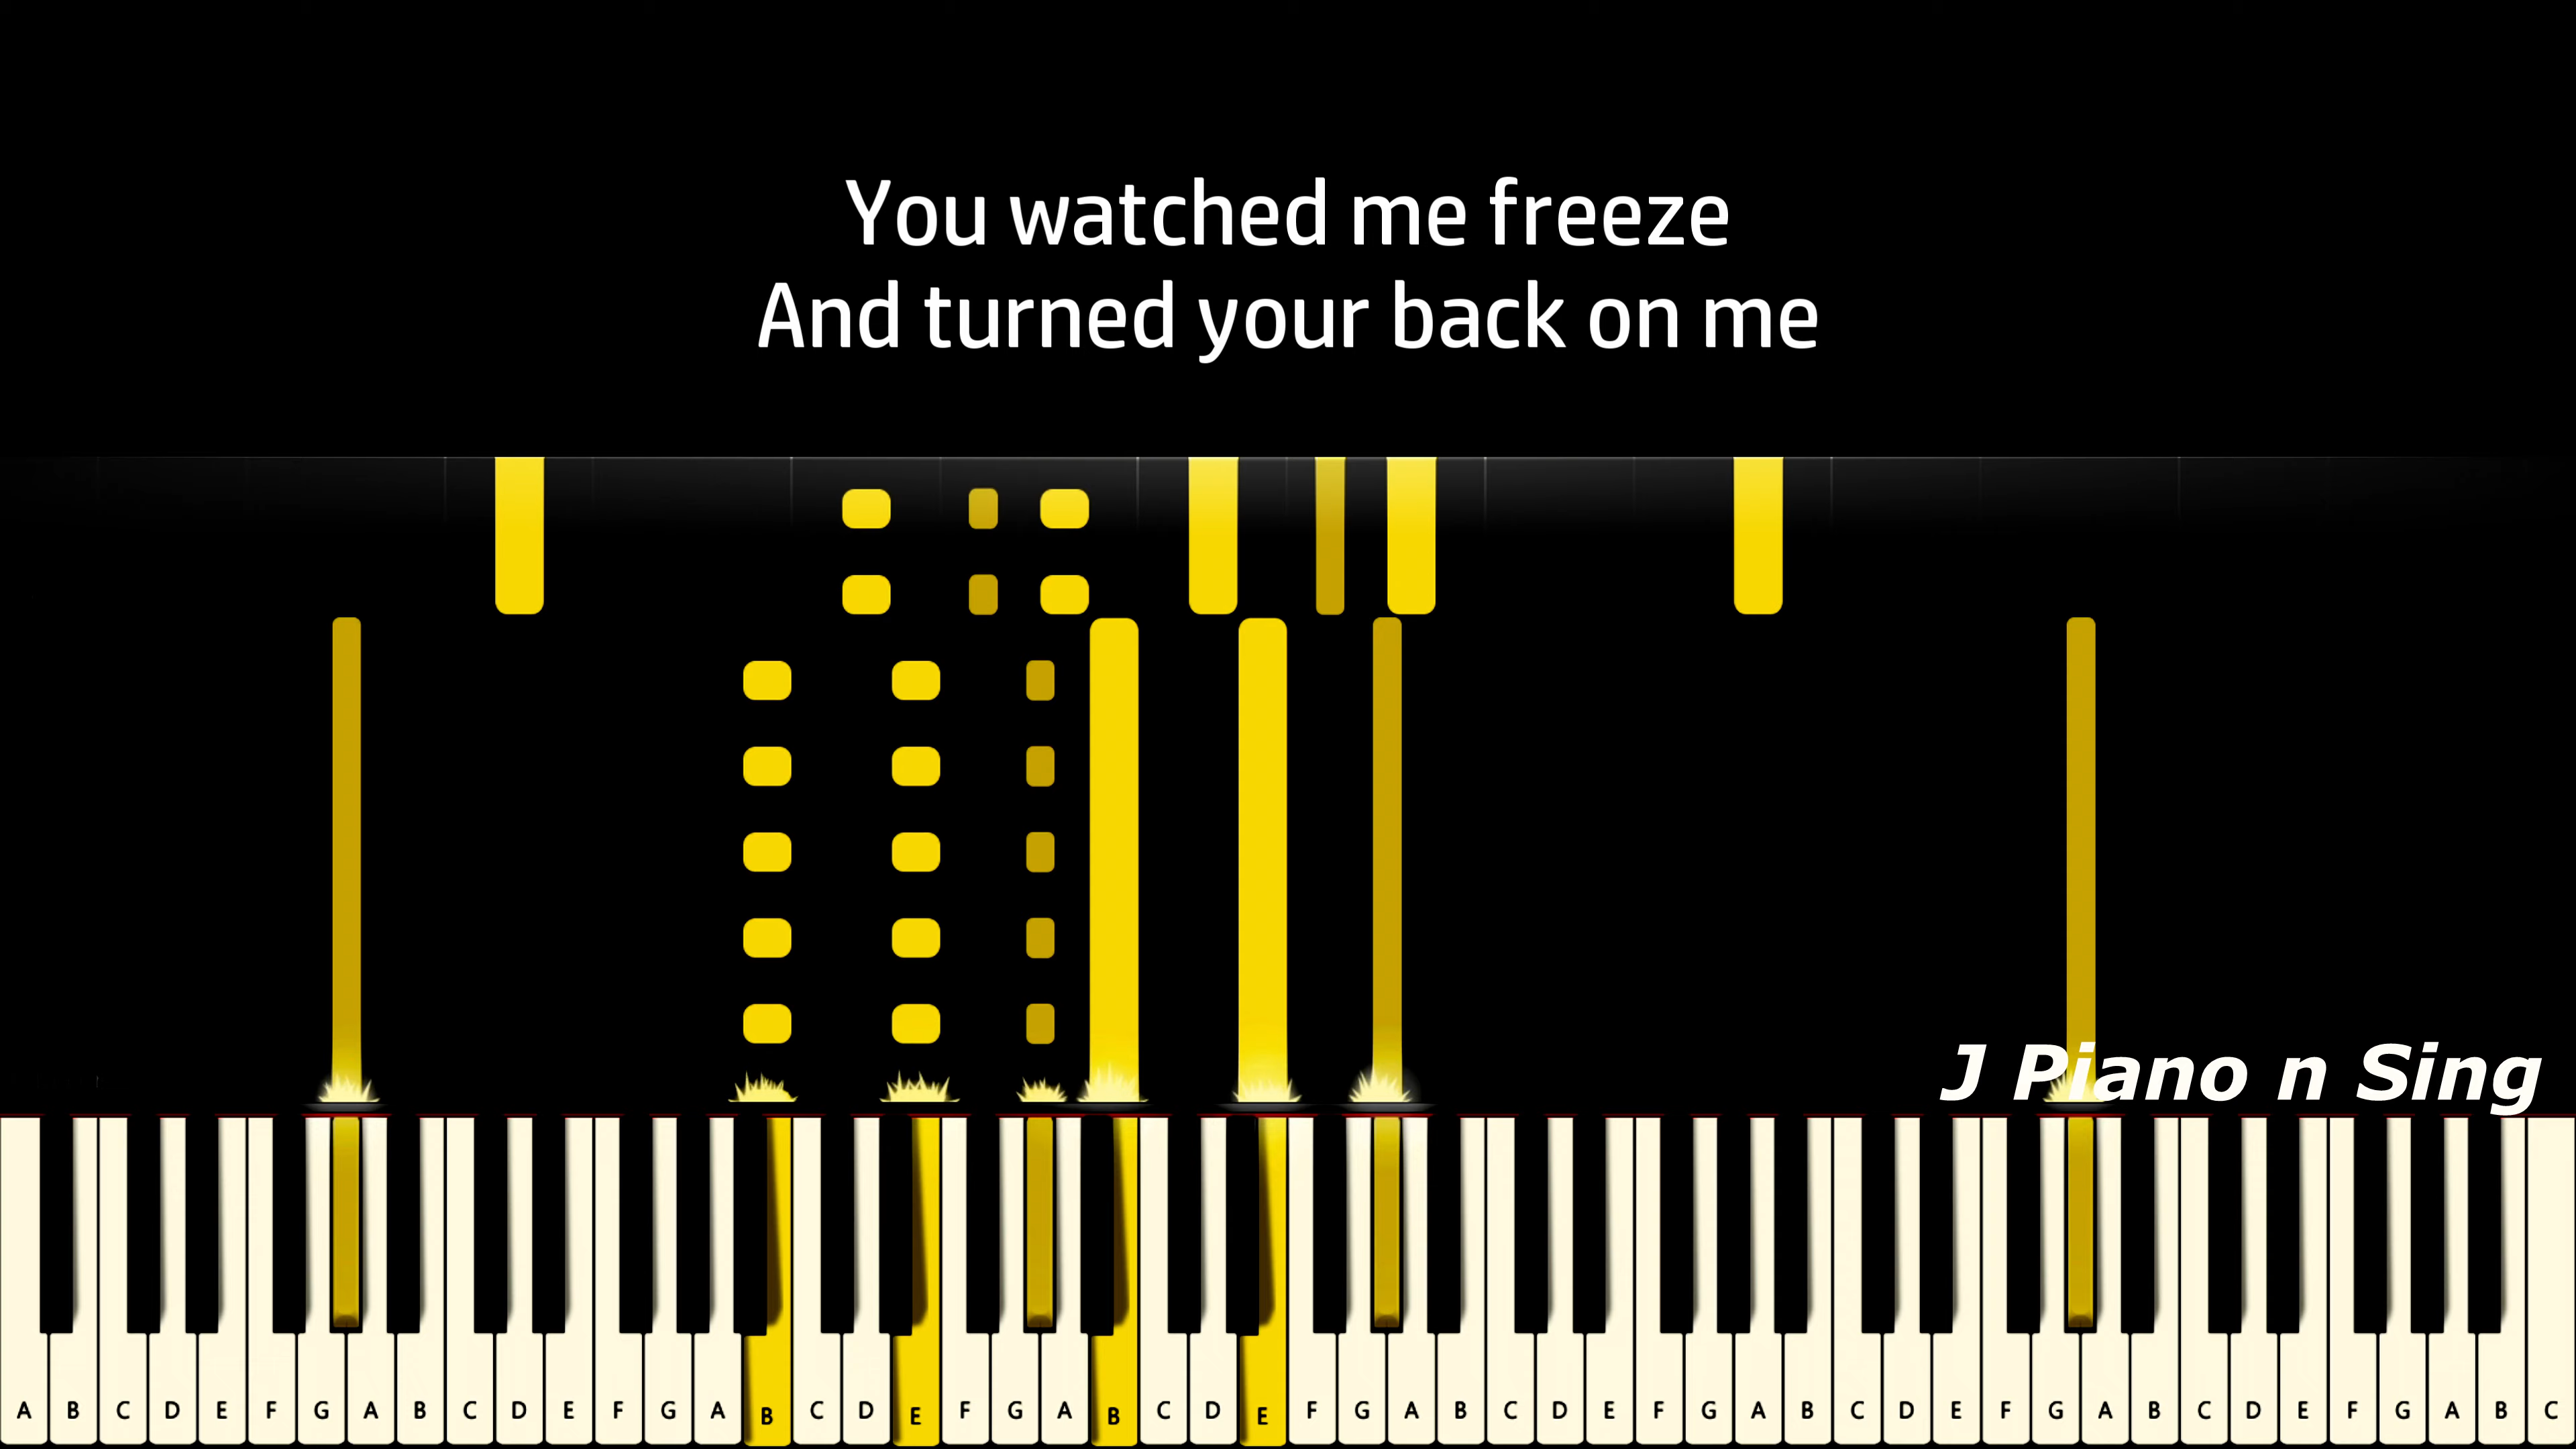 You watched me freeze
And turned your back on me
J Piano n Sing
A B C D E F G A B C D E F G A B C D E F G A B C D E F G A B C D E F G A B C D E F G A B C D E F G A B C